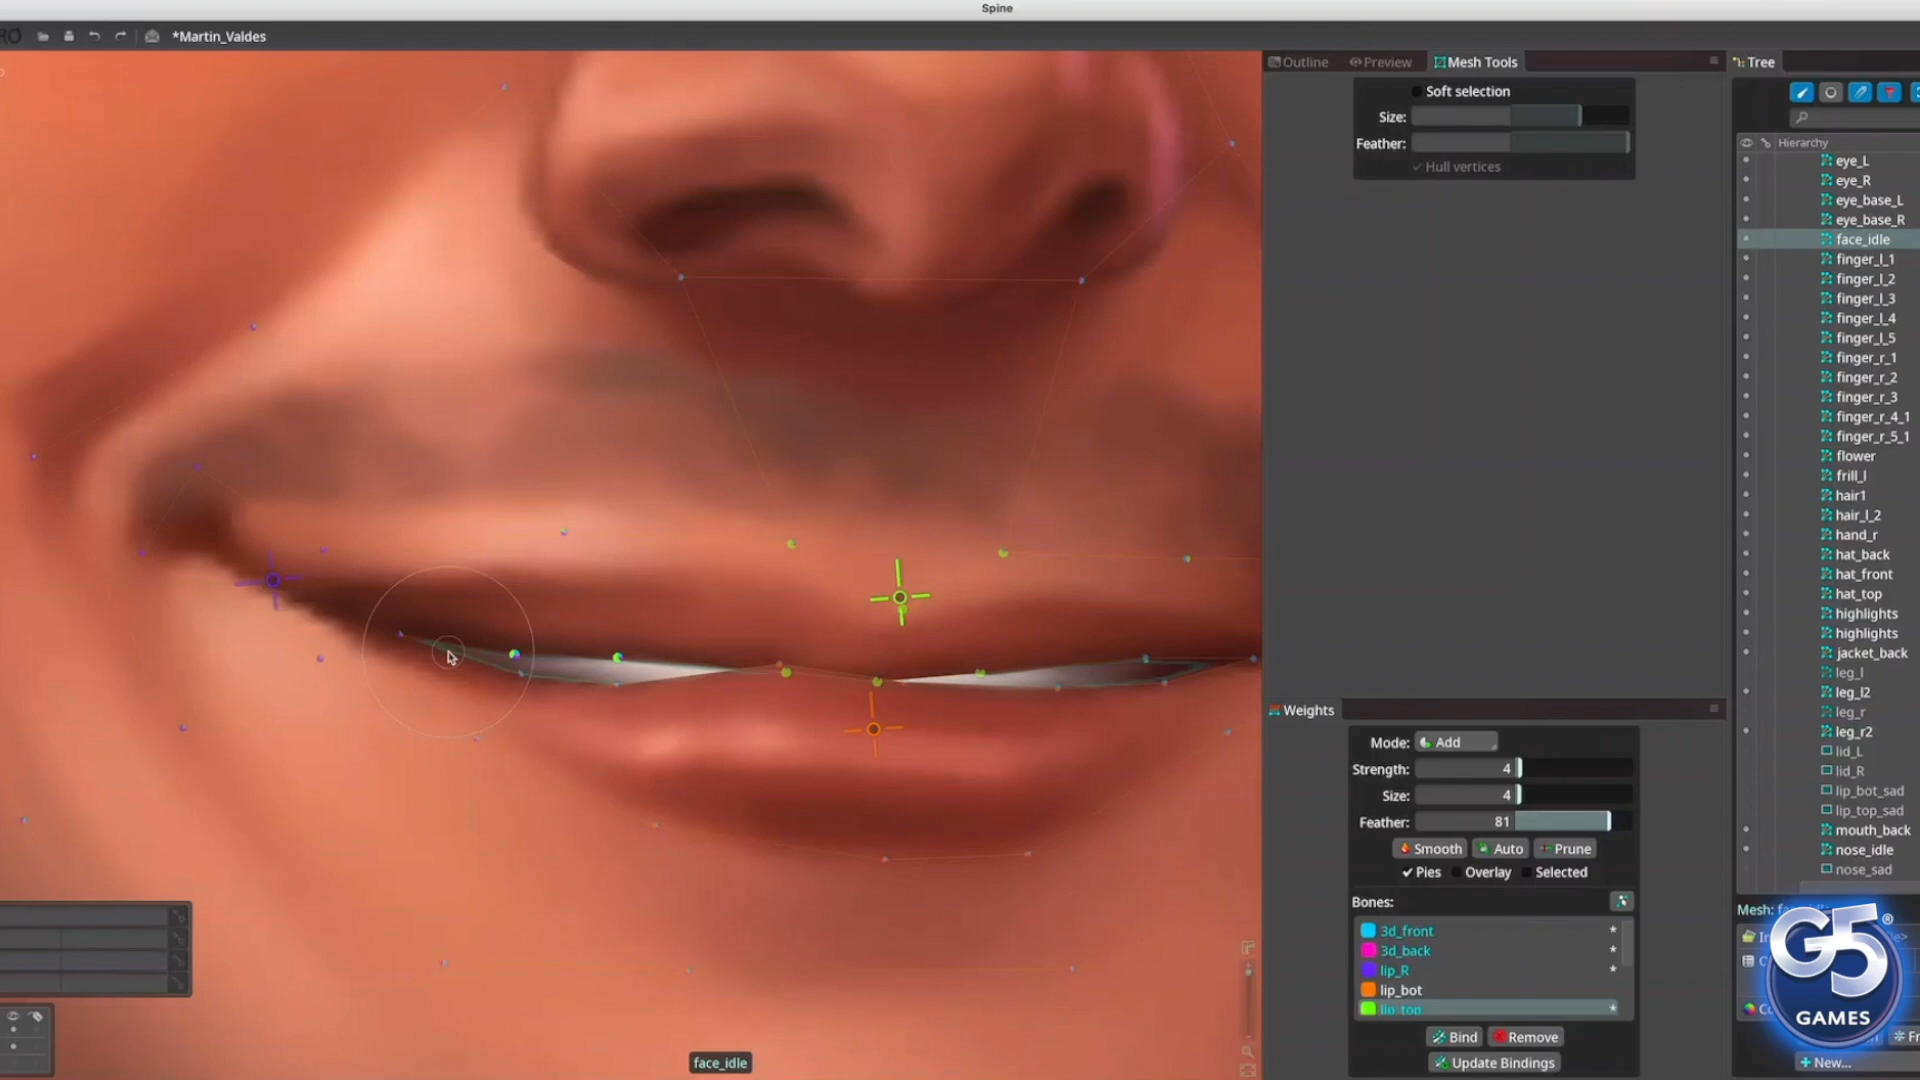 Spine
RO
*Martin_Valdes
Outline
Preview
Mesh Tools
Tree
Soft selection
Size:
Feather:
Hull vertices
Hierarchy
eye_L
eye_R
eye_base_L
eye_base_R
face_idle
finger_l_1
finger_l_2
finger_l_3
finger_l_4
finger_l_5
finger_r_1
finger_r_2
finger_r_3
finger_r_4_1
finger_r_5_1
flower
frill_l
hair1
hair_l_2
hand_r
hat_back
hat_front
hat_top
highlights
highlights
jacket_back
leg_l
leg_l2
leg_r
leg_r2
lid_L
lid_R
lip_bot_sad
lip_top_sad
mouth_back
nose_idle
nose_sad
Weights
Mode: Add
Strength: 4
Size: 4
Feather: 81
Smooth Auto Prune
Pies Overlay Selected
Bones:
3d_front *
3d_back *
lip_R *
lip_bot
lip_top *
Bind Remove
Update Bindings
Mesh:
G5 ®
GAMES
New...
face_idle